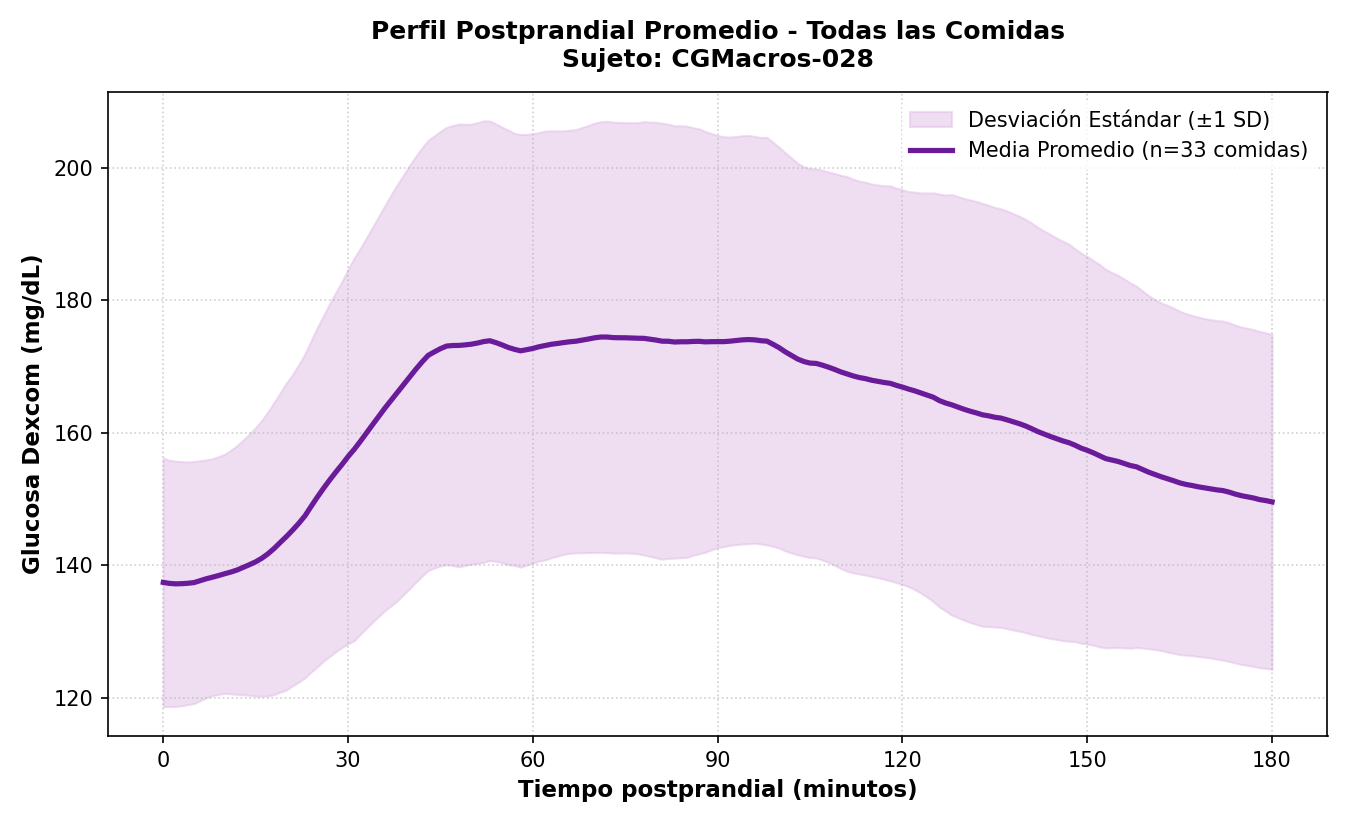 Perfil Postprandial Promedio - Todas las Comidas
Sujeto: CGMacros-028
Desviación Estándar (±1 SD)
Media Promedio (n=33 comidas)
Glucosa Dexcom (mg/dL)
200
180
160
140
120
0 30 60 90 120 150 180
Tiempo postprandial (minutos)